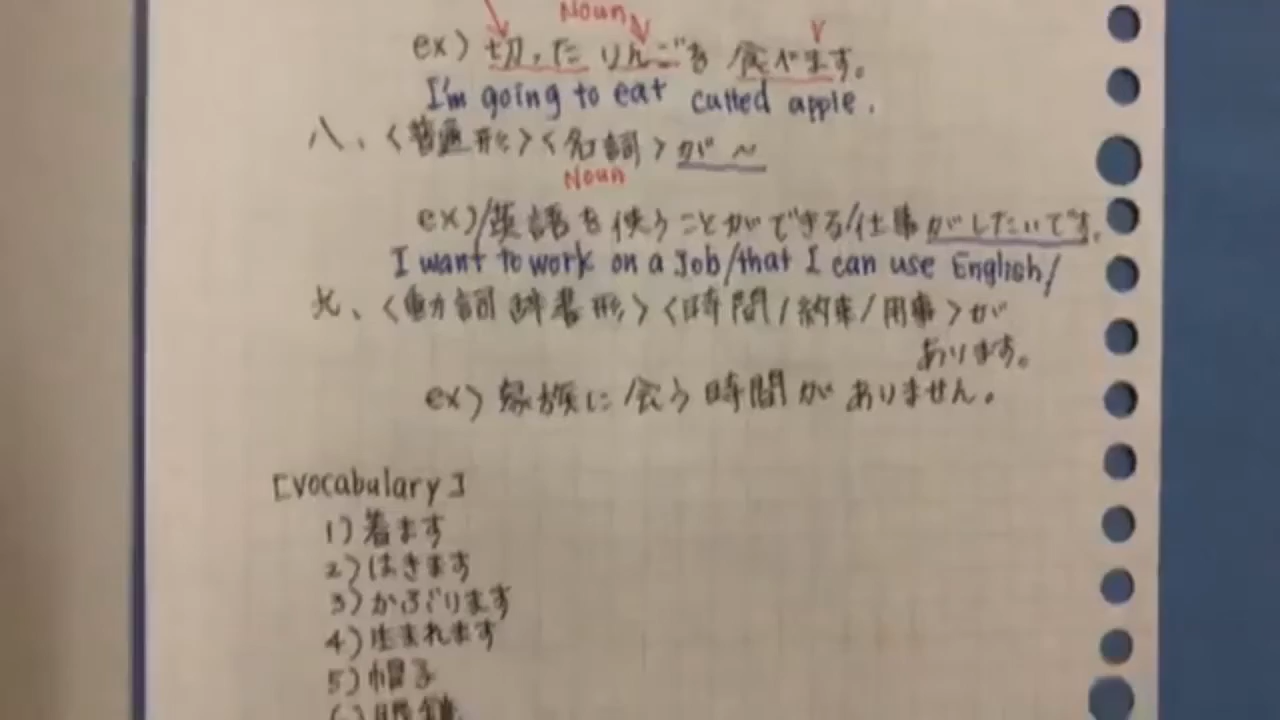 Noun V
ex) 切った りんごを 食べます。
I'm going to eat cutted apple.
八、<普通形><名詞>が ～
Noun
ex)/英語を使うことができる/仕事がしたいです。
I want to work on a Job/that I can use English/
九、<動詞辞書形><時間/約束/用事>が
あります。
ex) 家族に会う時間がありません。
[vocabulary]
1)着ます
2)はきます
3)かぶります
4)生まれます
5)帽子
6)眼鏡